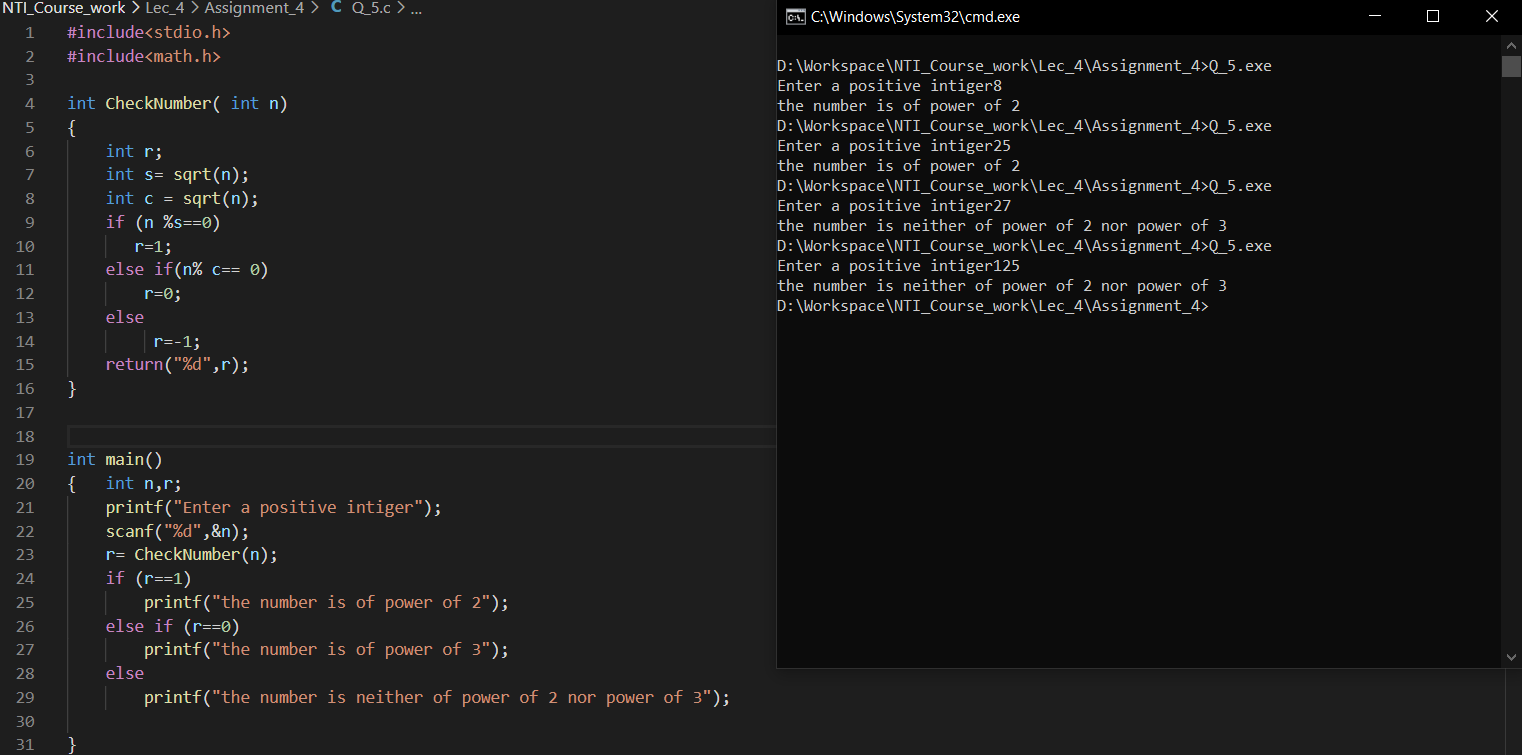 NTI_Course_work > Lec_4 > Assignment_4 > C Q_5.c > ...
1 #include<stdio.h>
2 #include<math.h>
3
4 int CheckNumber( int n)
5 {
6     int r;
7     int s= sqrt(n);
8     int c = sqrt(n);
9     if (n %s==0)
10        r=1;
11    else if(n% c== 0)
12         r=0;
13    else
14          r=-1;
15    return("%d",r);
16 }
17
18
19 int main()
20 {   int n,r;
21     printf("Enter a positive intiger");
22     scanf("%d",&n);
23     r= CheckNumber(n);
24     if (r==1)
25         printf("the number is of power of 2");
26     else if (r==0)
27         printf("the number is of power of 3");
28     else
29         printf("the number is neither of power of 2 nor power of 3");
30
31 }
C:\Windows\System32\cmd.exe
D:\Workspace\NTI_Course_work\Lec_4\Assignment_4>Q_5.exe
Enter a positive intiger8
the number is of power of 2
D:\Workspace\NTI_Course_work\Lec_4\Assignment_4>Q_5.exe
Enter a positive intiger25
the number is of power of 2
D:\Workspace\NTI_Course_work\Lec_4\Assignment_4>Q_5.exe
Enter a positive intiger27
the number is neither of power of 2 nor power of 3
D:\Workspace\NTI_Course_work\Lec_4\Assignment_4>Q_5.exe
Enter a positive intiger125
the number is neither of power of 2 nor power of 3
D:\Workspace\NTI_Course_work\Lec_4\Assignment_4>